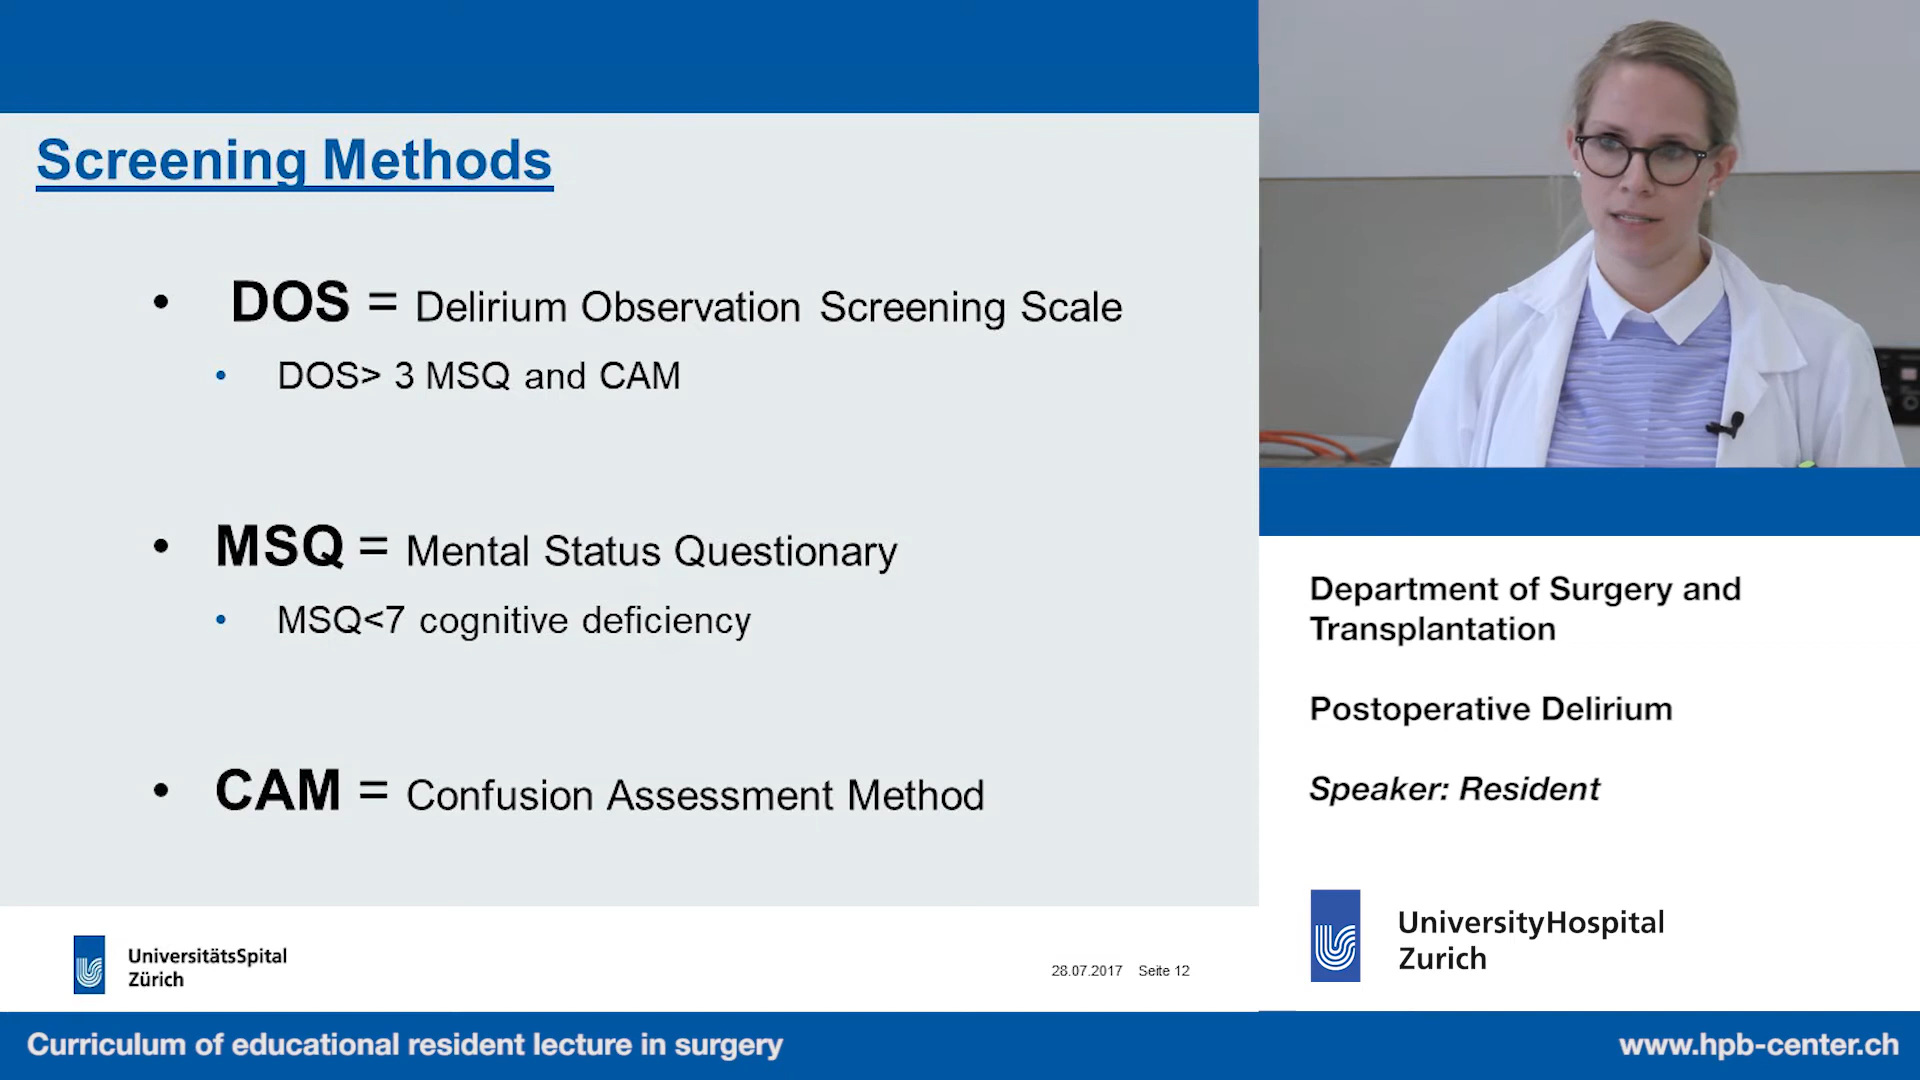 Screening Methods
• DOS = Delirium Observation Screening Scale
• DOS> 3 MSQ and CAM
• MSQ = Mental Status Questionary
• MSQ<7 cognitive deficiency
• CAM = Confusion Assessment Method
UniversitätsSpital
Zürich
28.07.2017 Seite 12
Department of Surgery and
Transplantation
Postoperative Delirium
Speaker: Resident
UniversityHospital
Zurich
Curriculum of educational resident lecture in surgery
www.hpb-center.ch